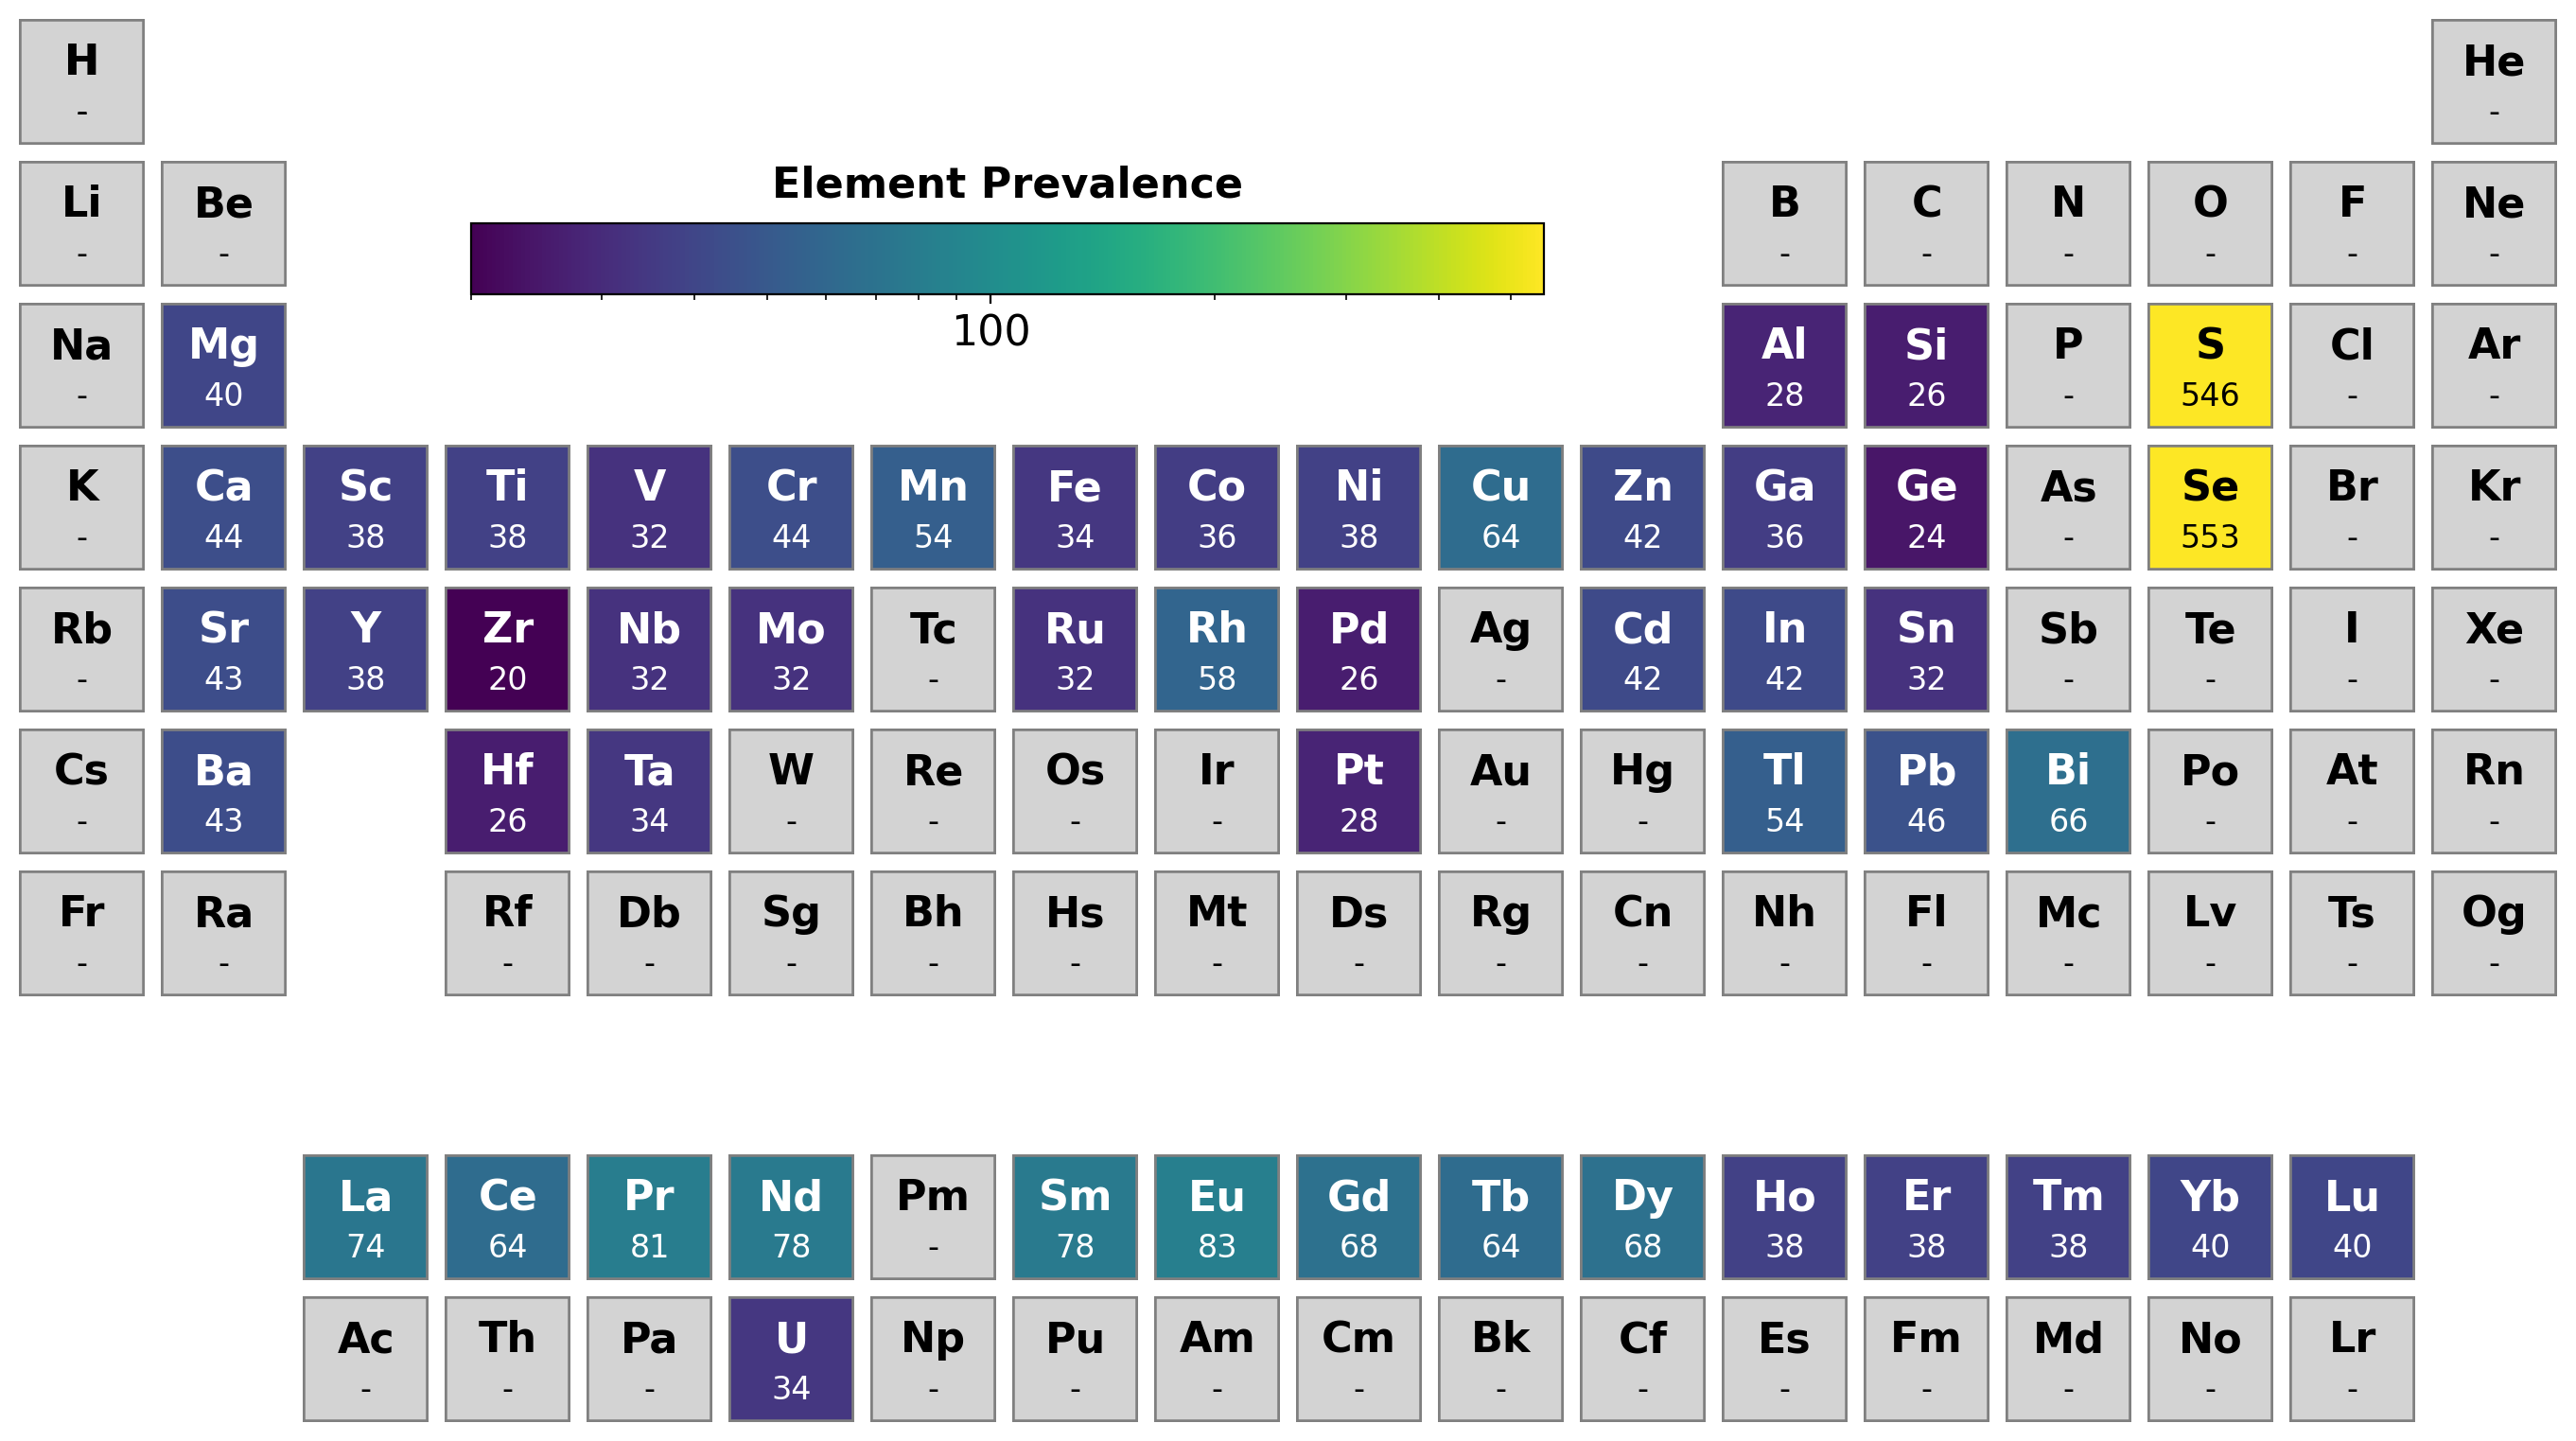 H He
- -
Element Prevalence
Li Be B C N O F Ne
- - - - - - - -
100
Na Mg Al Si P S Cl Ar
- 40 28 26 - 546 - -
K Ca Sc Ti V Cr Mn Fe Co Ni Cu Zn Ga Ge As Se Br Kr
- 44 38 38 32 44 54 34 36 38 64 42 36 24 - 553 - -
Rb Sr Y Zr Nb Mo Tc Ru Rh Pd Ag Cd In Sn Sb Te I Xe
- 43 38 20 32 32 - 32 58 26 - 42 42 32 - - - -
Cs Ba Hf Ta W Re Os Ir Pt Au Hg Tl Pb Bi Po At Rn
- 43 26 34 - - - - 28 - - 54 46 66 - - -
Fr Ra Rf Db Sg Bh Hs Mt Ds Rg Cn Nh Fl Mc Lv Ts Og
- - - - - - - - - - - - - - - - -
La Ce Pr Nd Pm Sm Eu Gd Tb Dy Ho Er Tm Yb Lu
74 64 81 78 - 78 83 68 64 68 38 38 38 40 40
Ac Th Pa U Np Pu Am Cm Bk Cf Es Fm Md No Lr
- - - 34 - - - - - - - - - - -